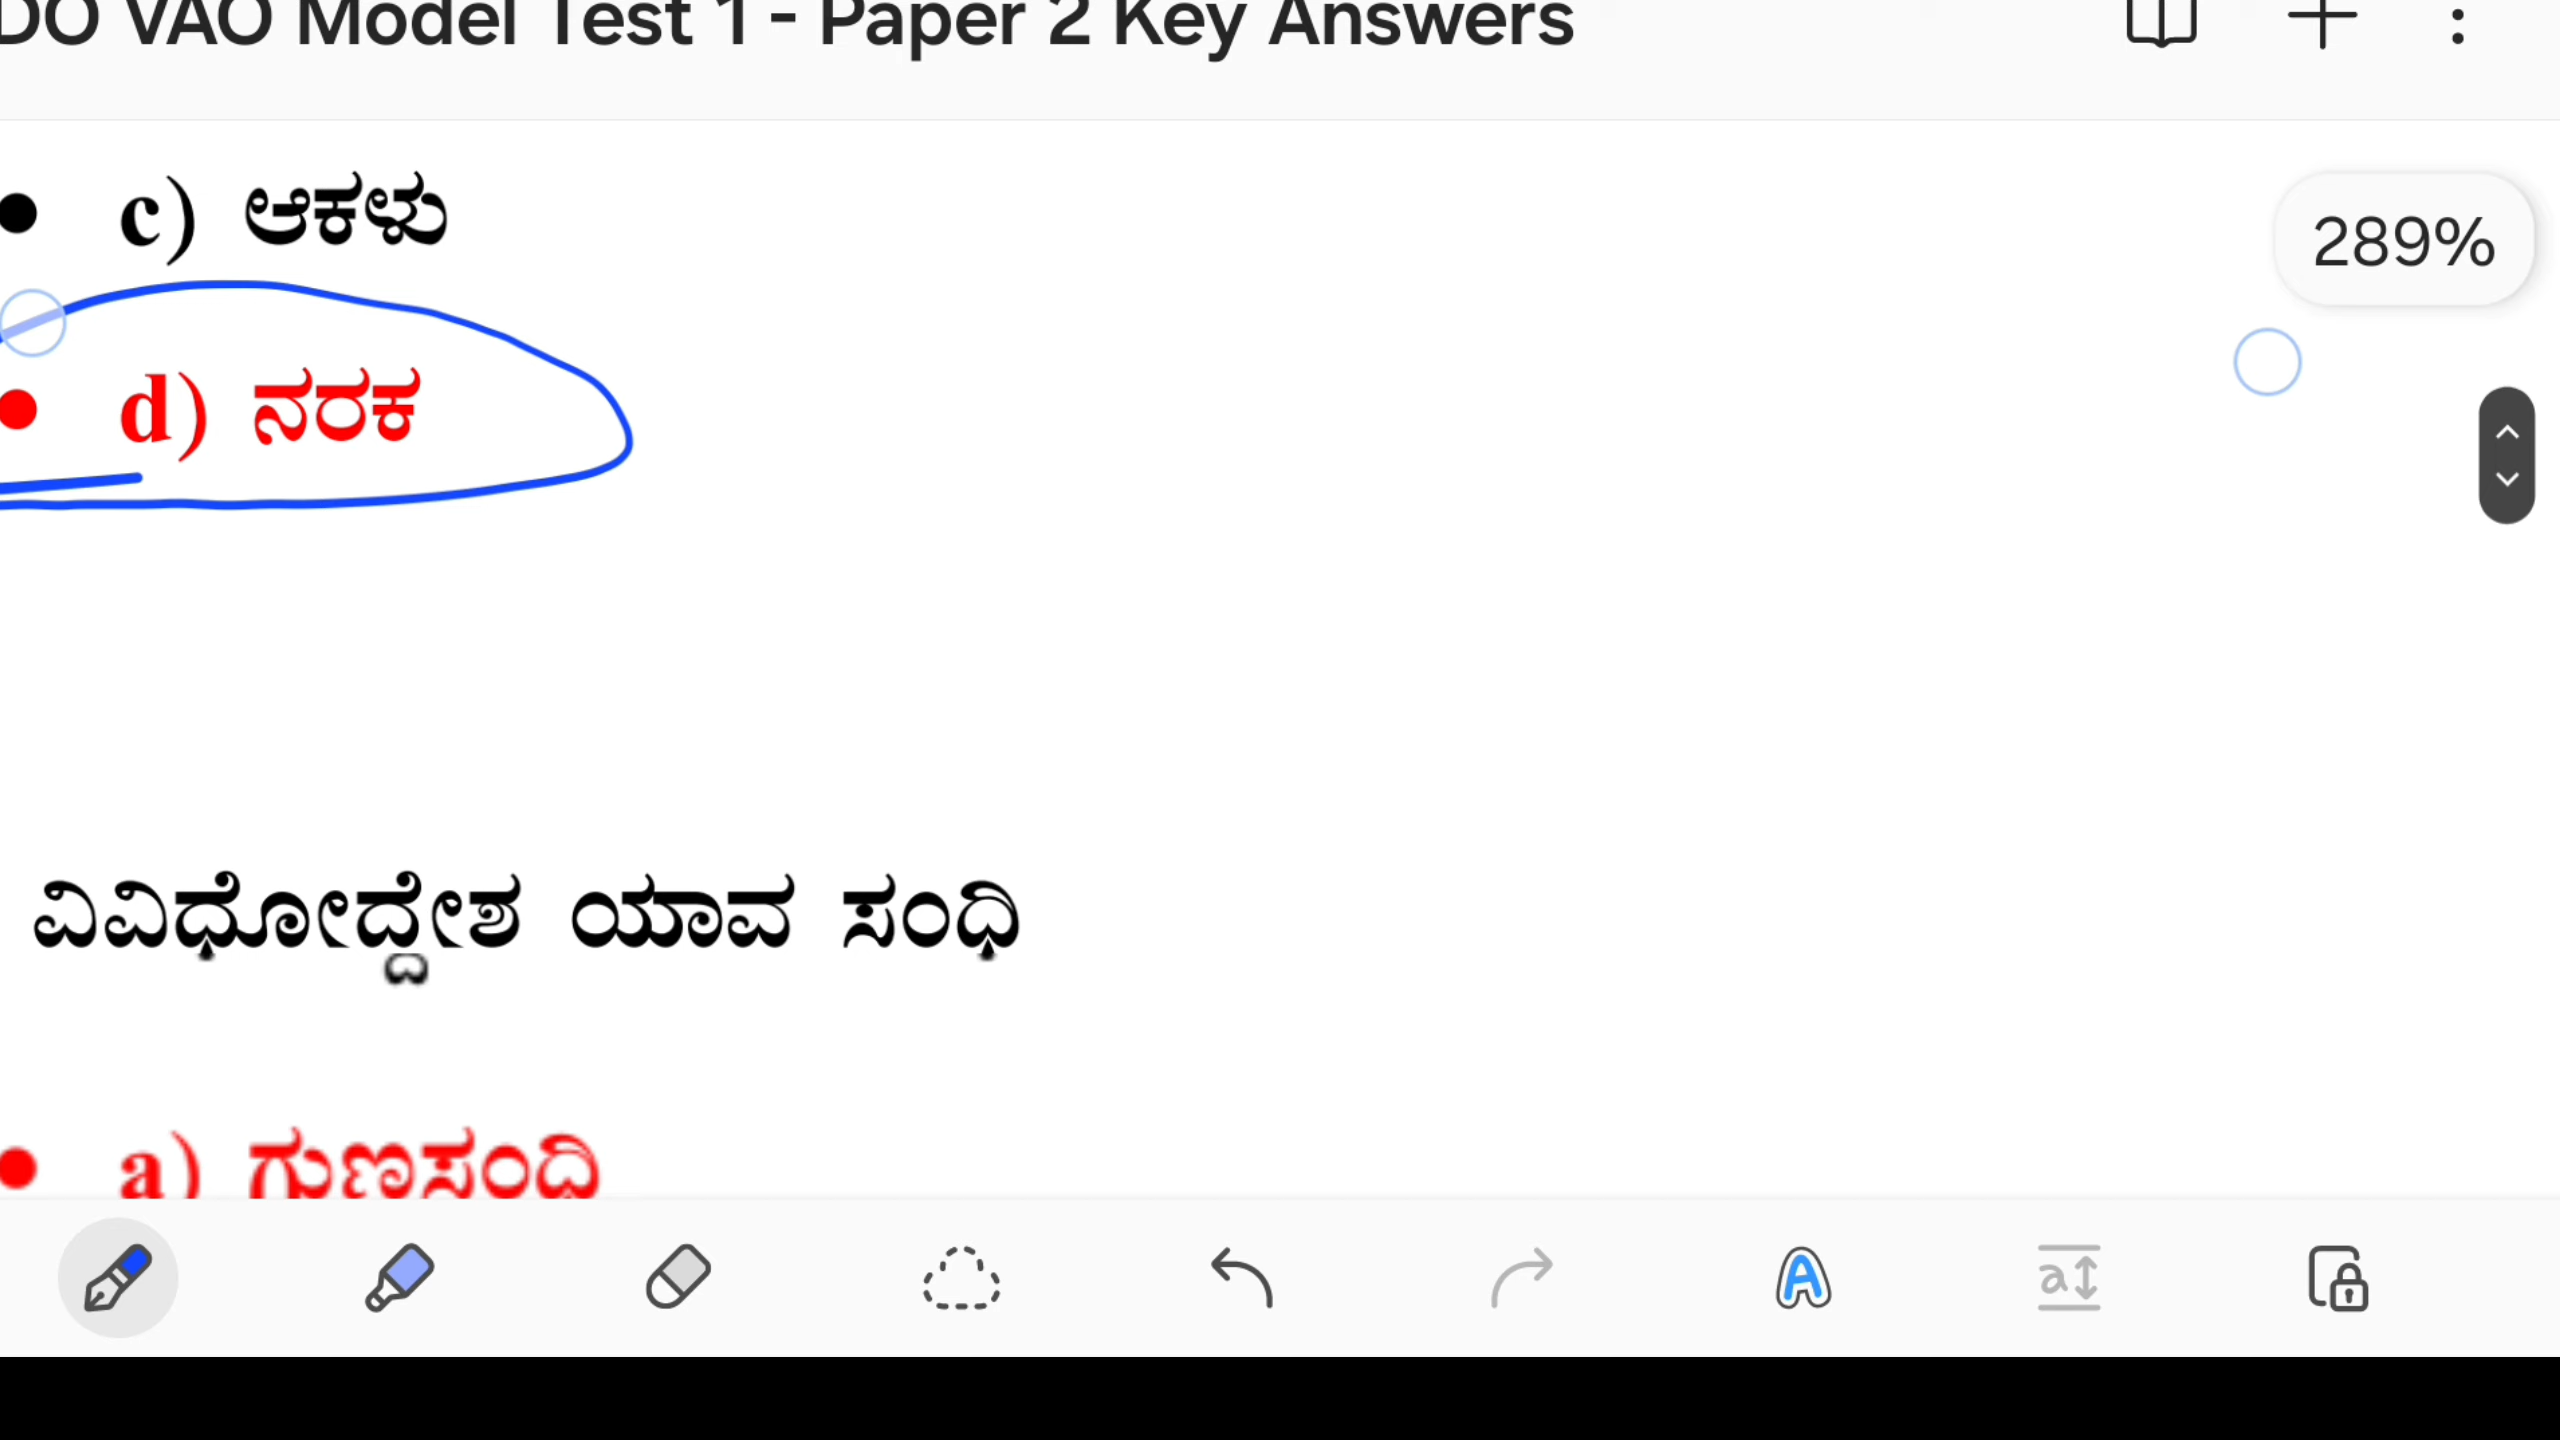 DO VAO Model Test 1 - Paper 2 Key Answers
289%
● c) ಆಕಳು
● d) ನರಕ
ವಿವಿಧೋದ್ದೇಶ ಯಾವ ಸಂಧಿ
● a) ಗುಣಸಂಧಿ